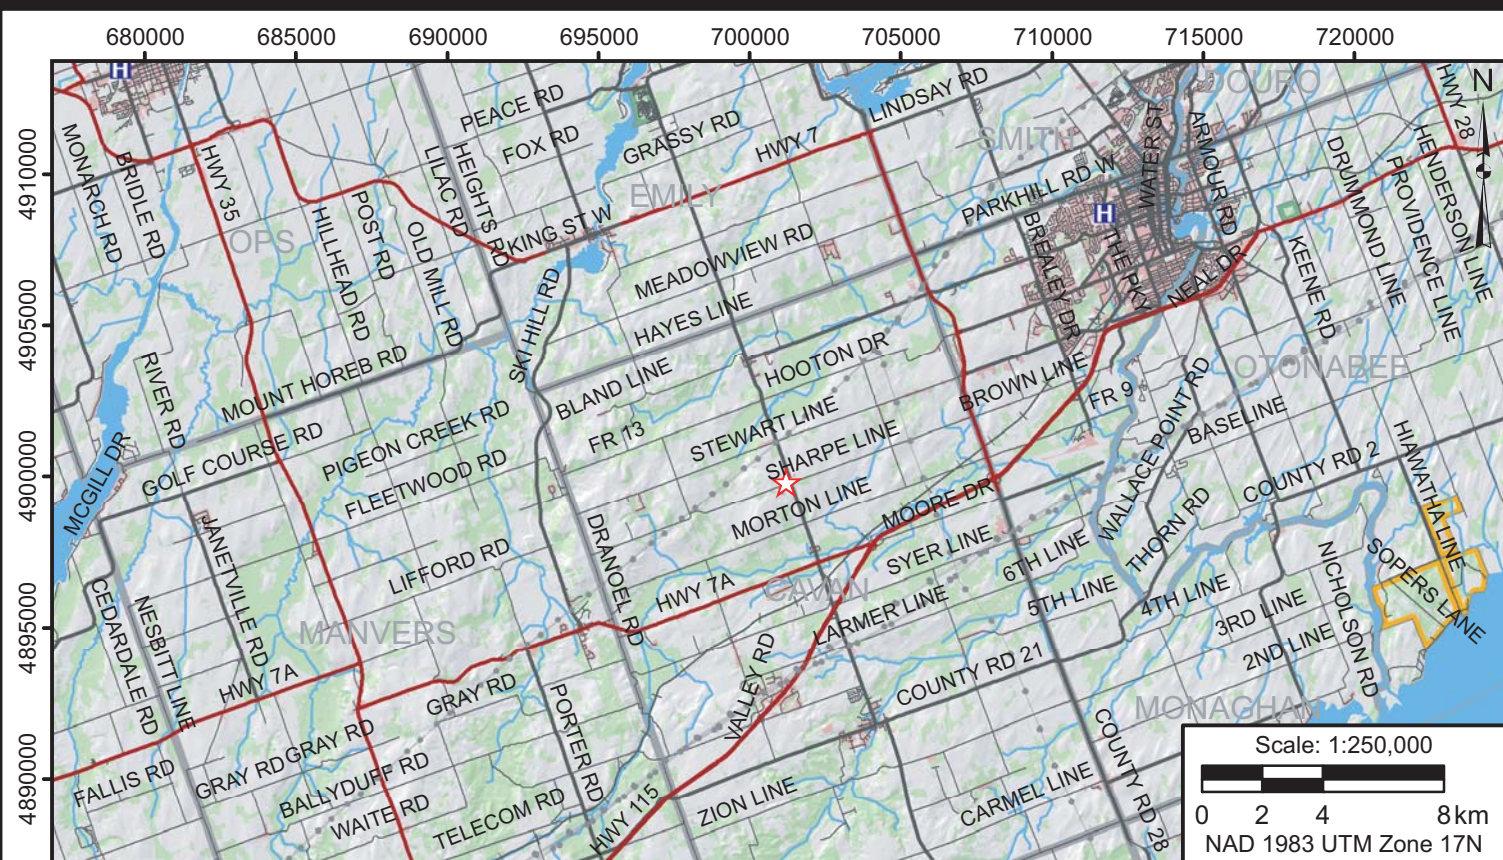 680000 685000 690000 695000 700000 705000 710000 715000 720000
4910000
4905000
4900000
4895000
4890000
H
N
DOURO
HWY 28
PEACE RD
LINDSAY RD
FOX RD
GRASSY RD
HWY 7
SMITH
WATER ST
ARMOUR RD
MONARCH RD
BRIDLE RD
HWY 35
LILAC RD
HEIGHTS RD
EMILY
PARKHILL RD W
H
DRUMMOND LINE
PROVIDENCE LINE
HENDERSON LINE
OPS
HILLHEAD RD
POST RD
OLD MILL RD
KING ST W
MEADOWVIEW RD
BREALEY DR
THE PKY
NEAL DR
KEENE RD
SKI HILL RD
HAYES LINE
HOOTON DR
RIVER RD
MOUNT HOREB RD
BLAND LINE
BROWN LINE
FR 9
WALLACE POINT RD
OTONABEE
MCGILL DR
GOLF COURSE RD
PIGEON CREEK RD
FR 13
STEWART LINE
SHARPE LINE
BASELINE
HIAWATHA LINE
FLEETWOOD RD
MORTON LINE
MOORE DR
COUNTY RD 2
JANETVILLE RD
DRANOEL RD
SYER LINE
THORN RD
LIFFORD RD
HWY 7A
CAVAN
6TH LINE
NICHOLSON RD
SOPERS LANE
CEDARDALE RD
NESBITT LINE
MANVERS
LARMER LINE
5TH LINE
4TH LINE
3RD LINE
2ND LINE
HWY 7A
GRAY RD
PORTER RD
VALLEY RD
COUNTY RD 21
MONAGHAN
FALLIS RD
GRAY RD
GRAY RD
BALLYDUFF RD
WAITE RD
TELECOM RD
HWY 115
ZION LINE
CARMEL LINE
COUNTY RD 28
Scale: 1:250,000
0 2 4 8 km
NAD 1983 UTM Zone 17N